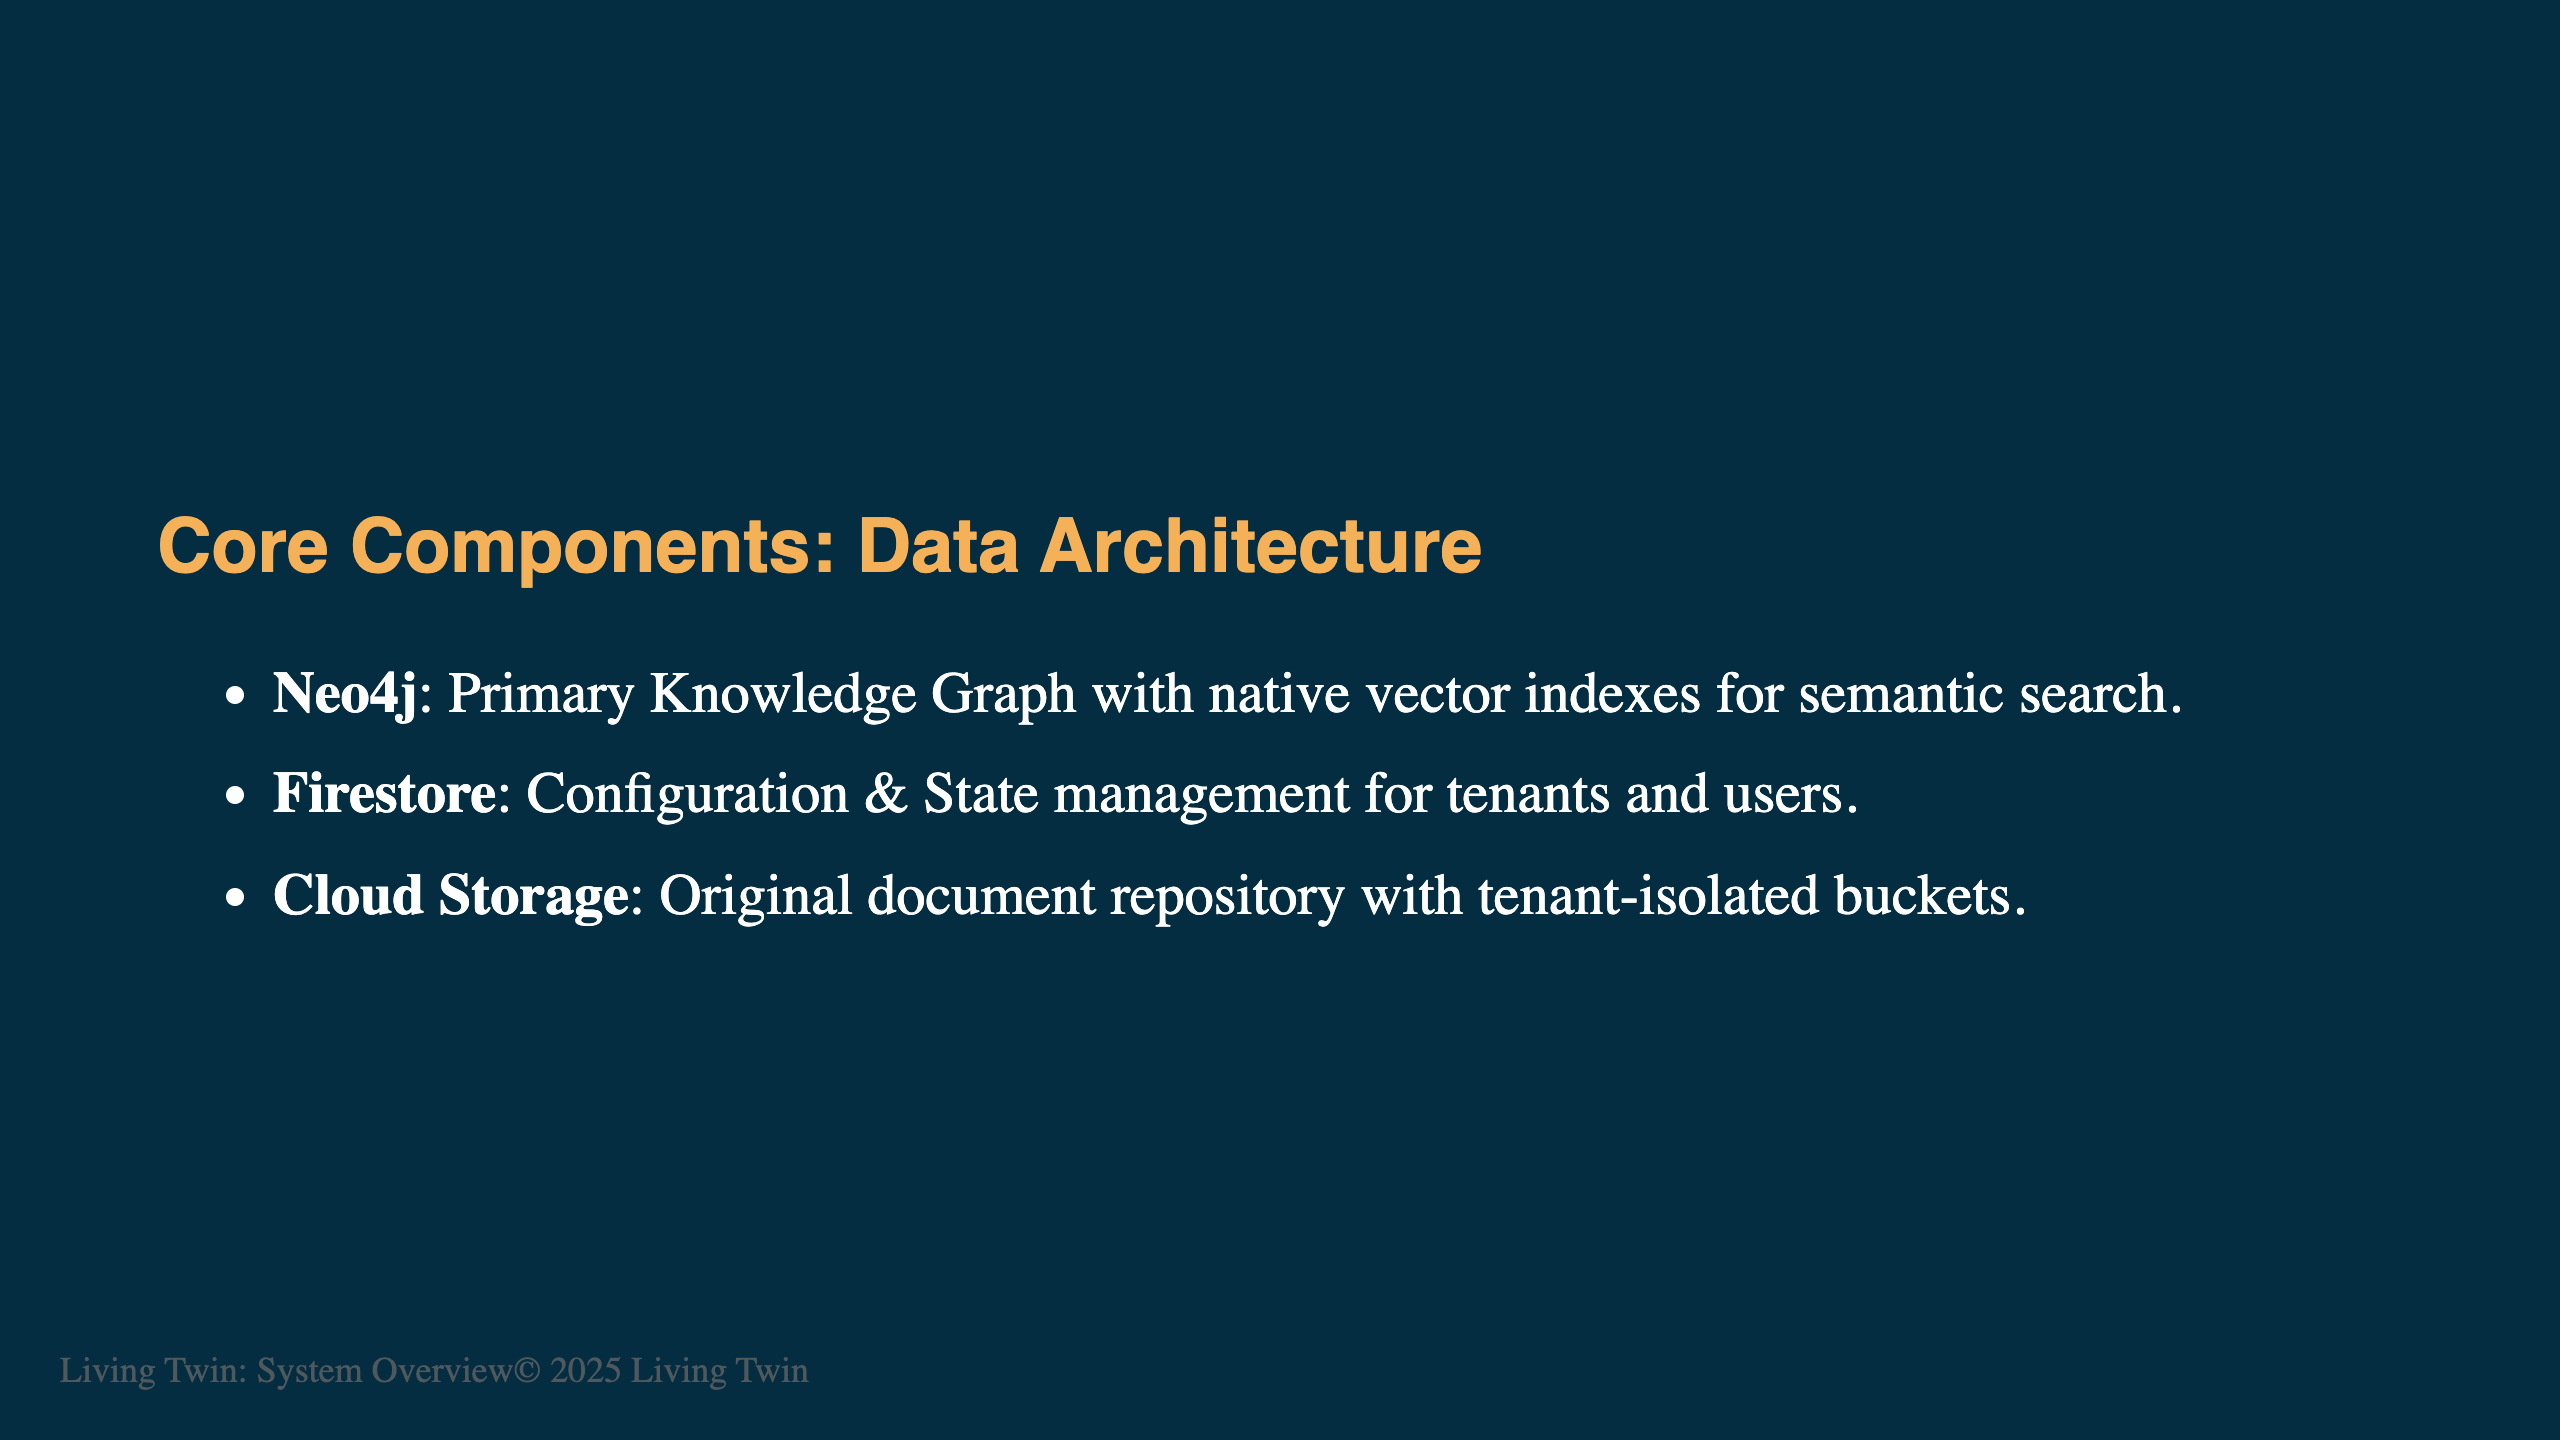 Core Components: Data Architecture
• Neo4j: Primary Knowledge Graph with native vector indexes for semantic search.
• Firestore: Configuration & State management for tenants and users.
• Cloud Storage: Original document repository with tenant-isolated buckets.
Living Twin: System Overview© 2025 Living Twin